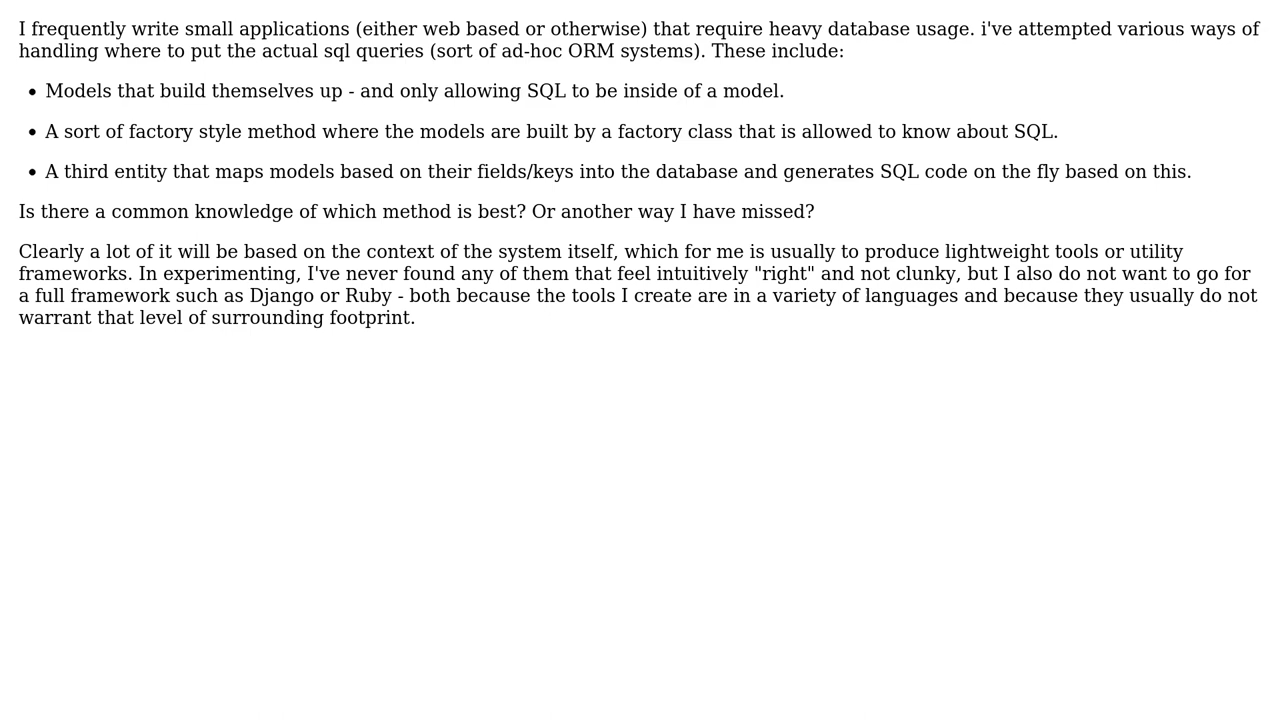 I frequently write small applications (either web based or otherwise) that require heavy database usage. i've attempted various ways of
handling where to put the actual sql queries (sort of ad-hoc ORM systems). These include:
• Models that build themselves up - and only allowing SQL to be inside of a model.
• A sort of factory style method where the models are built by a factory class that is allowed to know about SQL.
• A third entity that maps models based on their fields/keys into the database and generates SQL code on the fly based on this.
Is there a common knowledge of which method is best? Or another way I have missed?
Clearly a lot of it will be based on the context of the system itself, which for me is usually to produce lightweight tools or utility
frameworks. In experimenting, I've never found any of them that feel intuitively "right" and not clunky, but I also do not want to go for
a full framework such as Django or Ruby - both because the tools I create are in a variety of languages and because they usually do not
warrant that level of surrounding footprint.